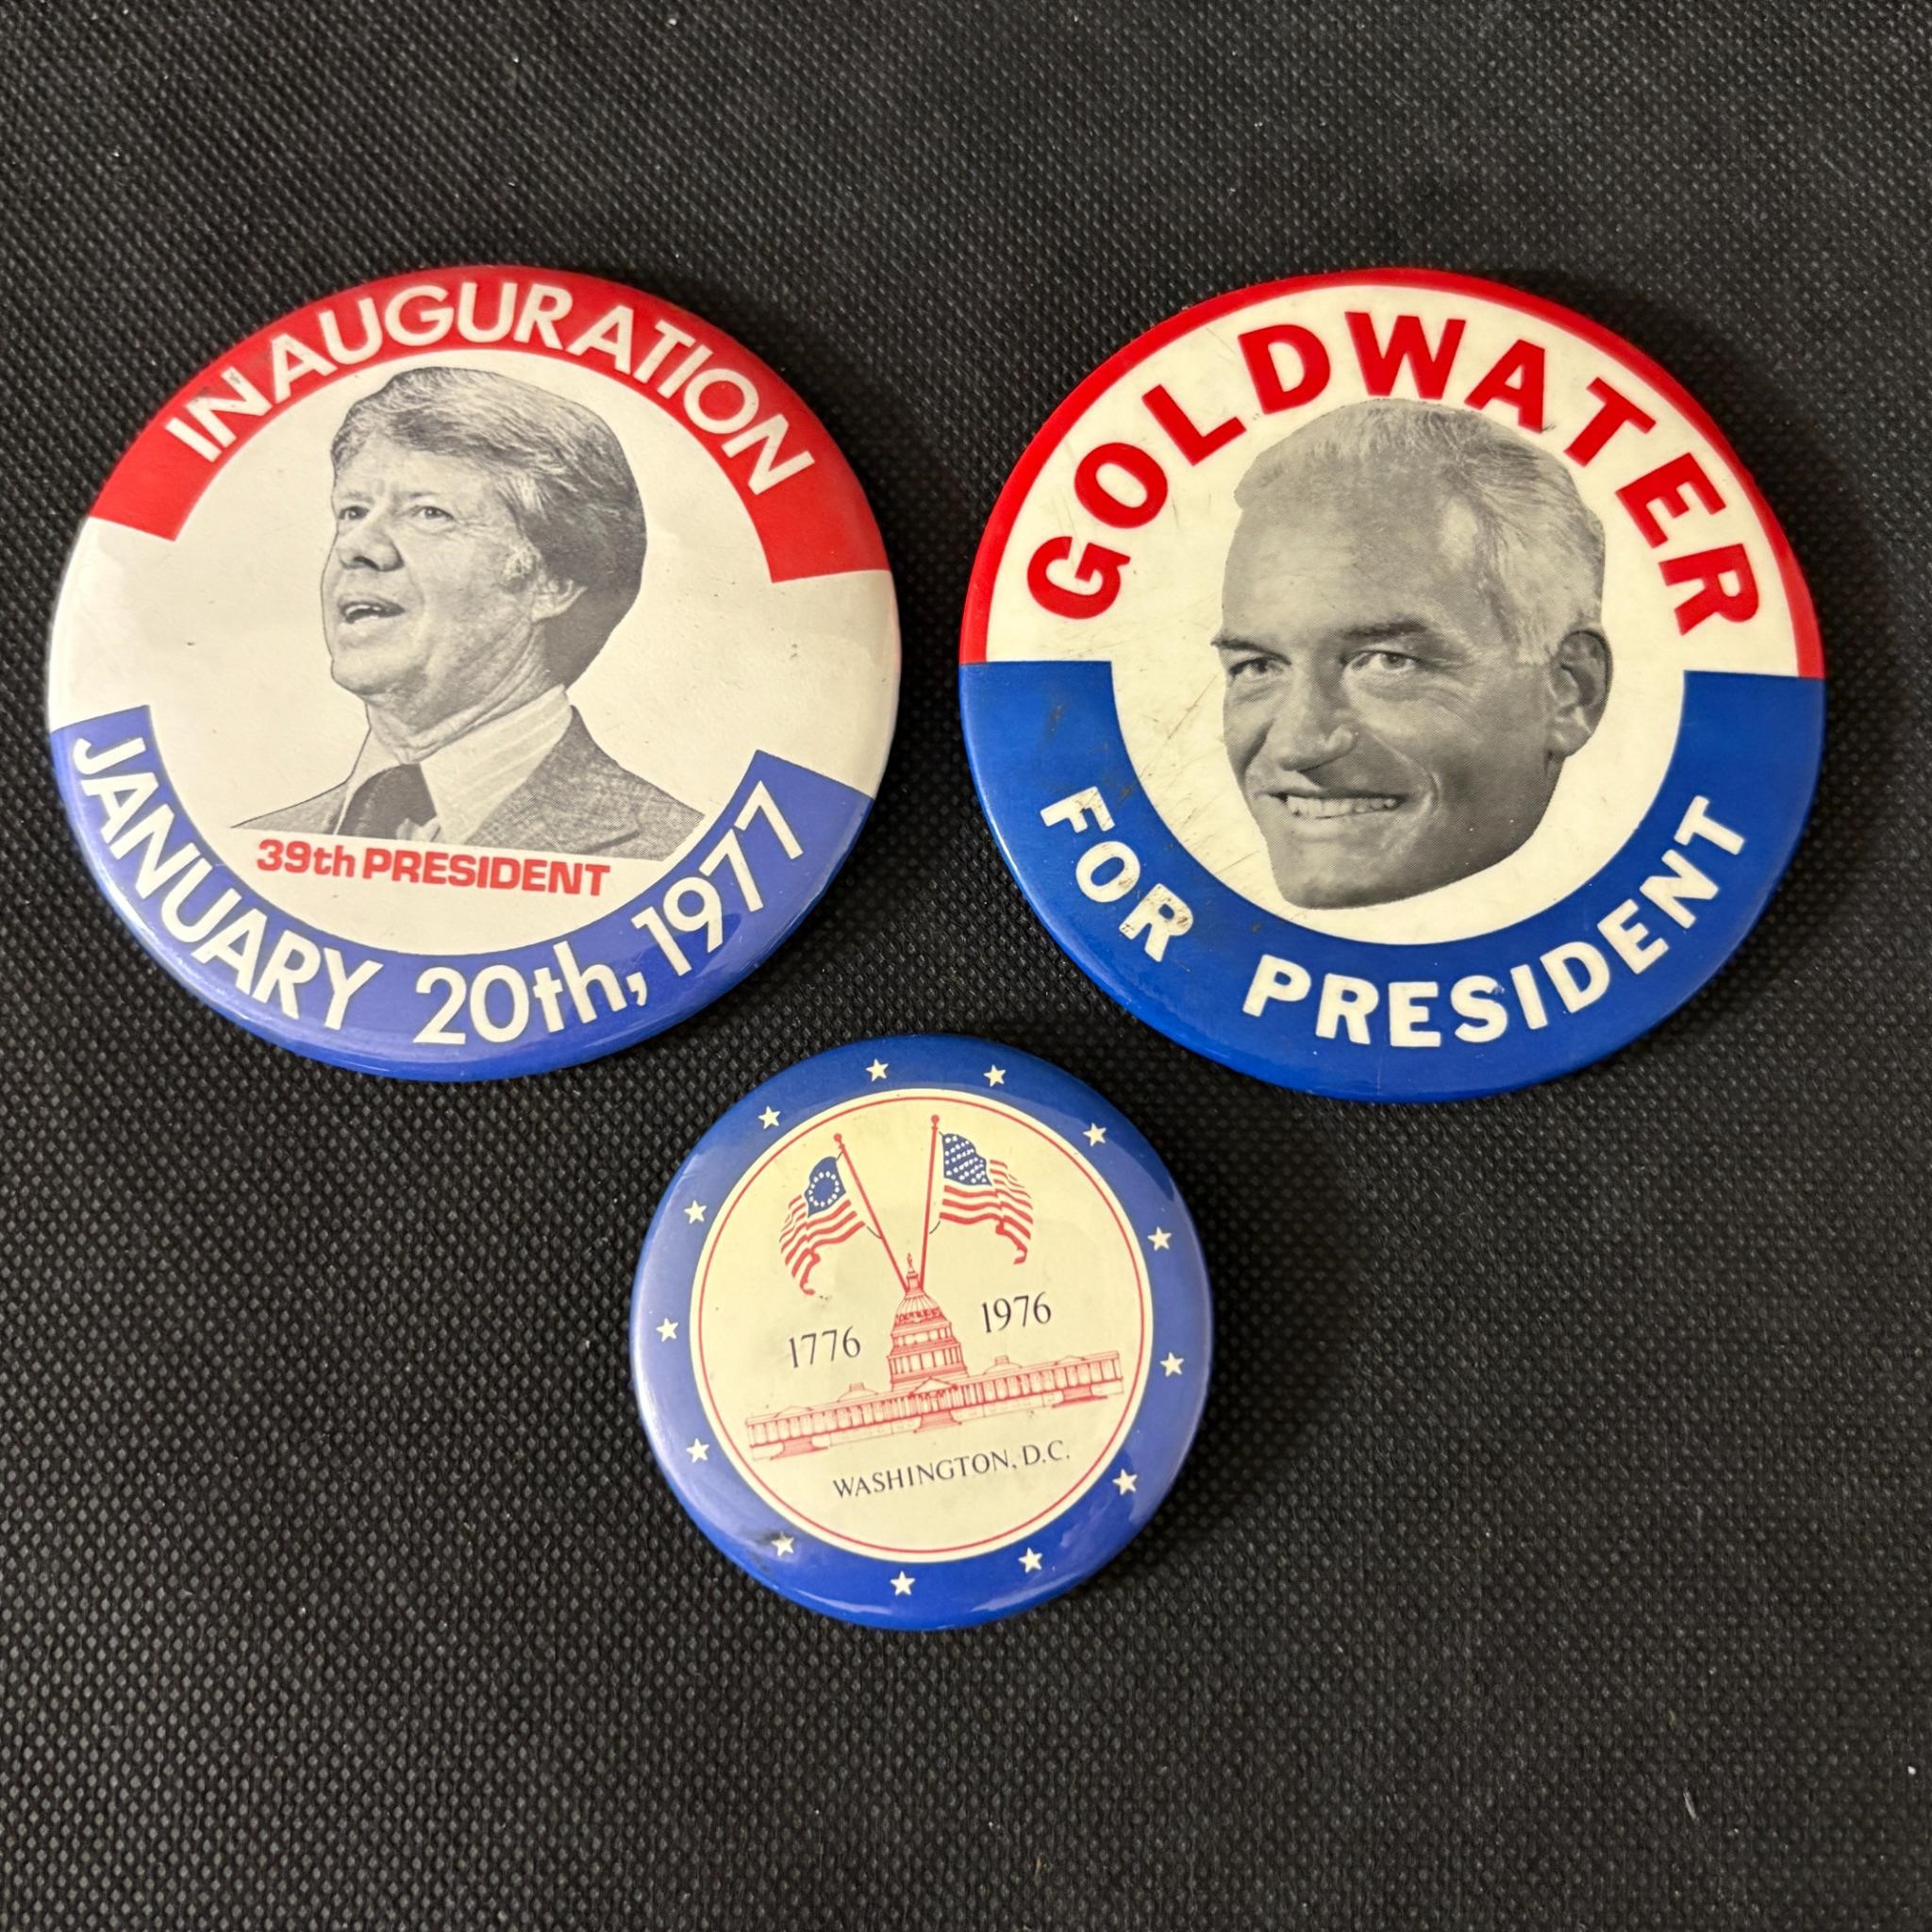 INAUGURATION
39th PRESIDENT
JANUARY 20th, 1977
GOLDWATER
FOR PRESIDENT
1776 1976
WASHINGTON, D.C.